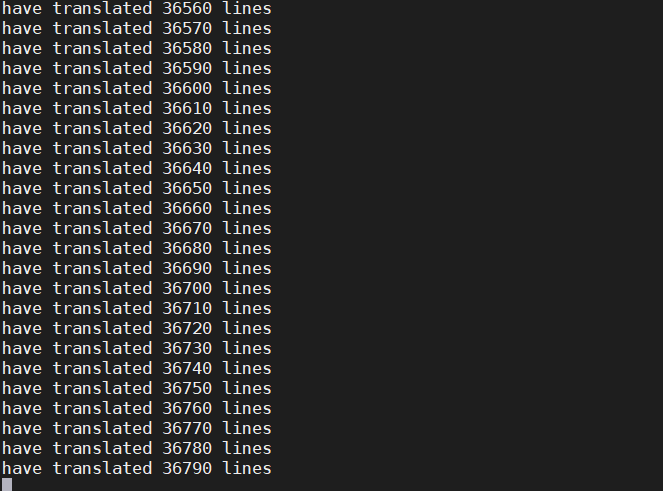 have translated 36560 lines
have translated 36570 lines
have translated 36580 lines
have translated 36590 lines
have translated 36600 lines
have translated 36610 lines
have translated 36620 lines
have translated 36630 lines
have translated 36640 lines
have translated 36650 lines
have translated 36660 lines
have translated 36670 lines
have translated 36680 lines
have translated 36690 lines
have translated 36700 lines
have translated 36710 lines
have translated 36720 lines
have translated 36730 lines
have translated 36740 lines
have translated 36750 lines
have translated 36760 lines
have translated 36770 lines
have translated 36780 lines
have translated 36790 lines